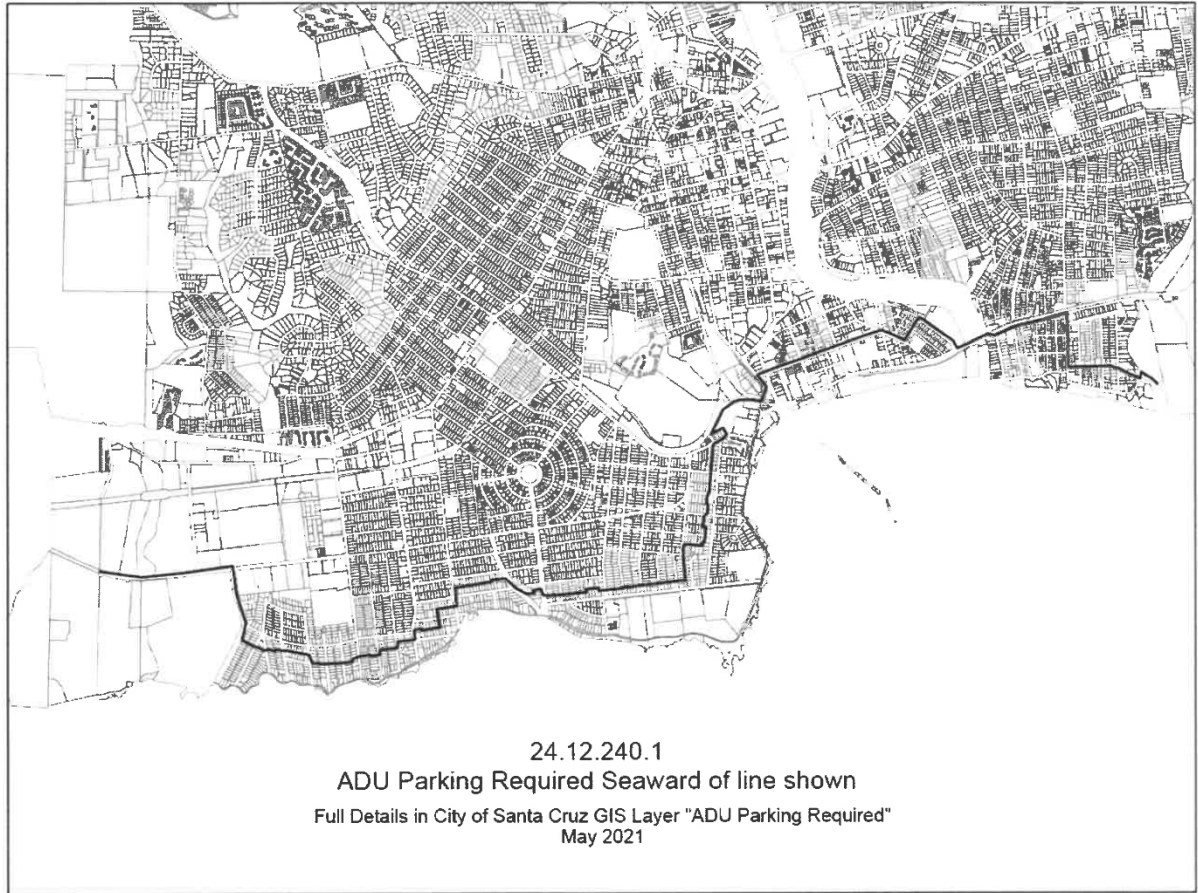 24.12.240.1
ADU Parking Required Seaward of line shown
Full Details in City of Santa Cruz GIS Layer "ADU Parking Required"
May 2021